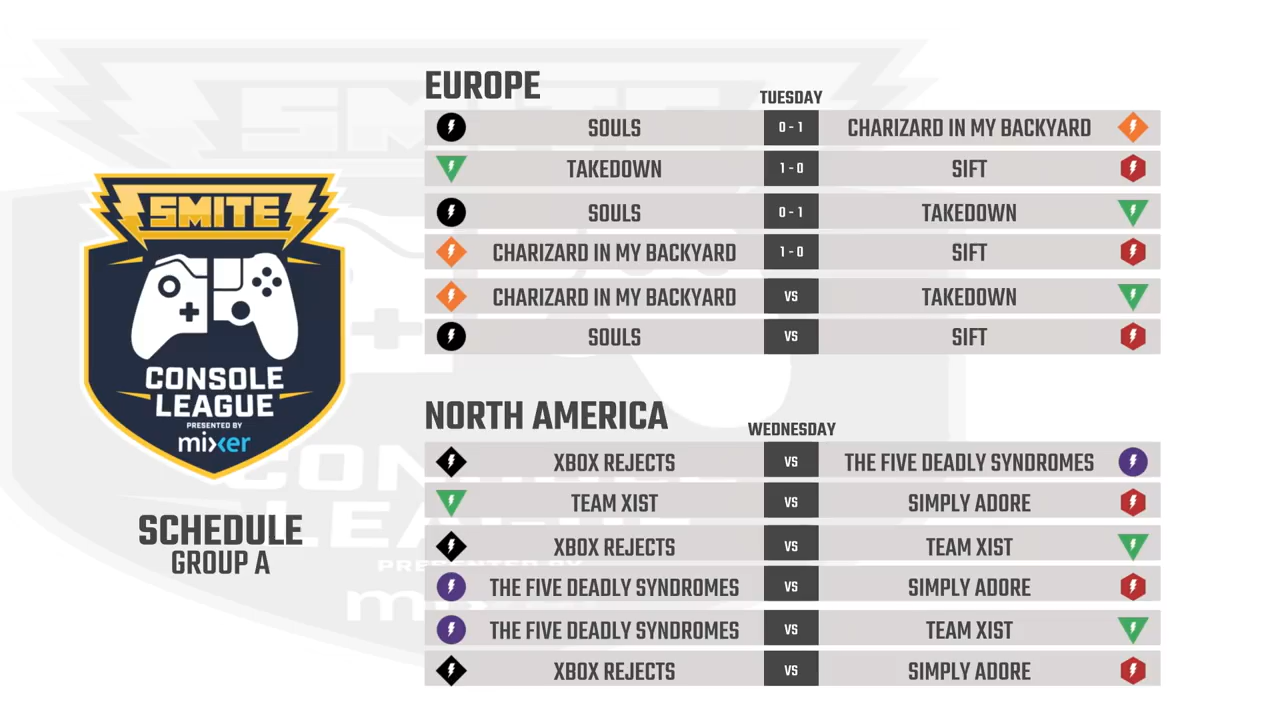 SMITE
CONSOLE
LEAGUE
PRESENTED BY
mixer
SCHEDULE
GROUP A
EUROPE
TUESDAY
SOULS 0 - 1 CHARIZARD IN MY BACKYARD
TAKEDOWN 1 - 0 SIFT
SOULS 0 - 1 TAKEDOWN
CHARIZARD IN MY BACKYARD 1 - 0 SIFT
CHARIZARD IN MY BACKYARD VS TAKEDOWN
SOULS VS SIFT
NORTH AMERICA
WEDNESDAY
XBOX REJECTS VS THE FIVE DEADLY SYNDROMES
TEAM XIST VS SIMPLY ADORE
XBOX REJECTS VS TEAM XIST
THE FIVE DEADLY SYNDROMES VS SIMPLY ADORE
THE FIVE DEADLY SYNDROMES VS TEAM XIST
XBOX REJECTS VS SIMPLY ADORE